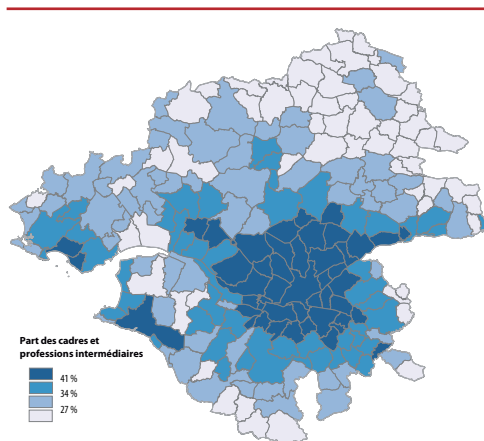 Part des cadres et
professions intermédiaires
41 %
34 %
27 %